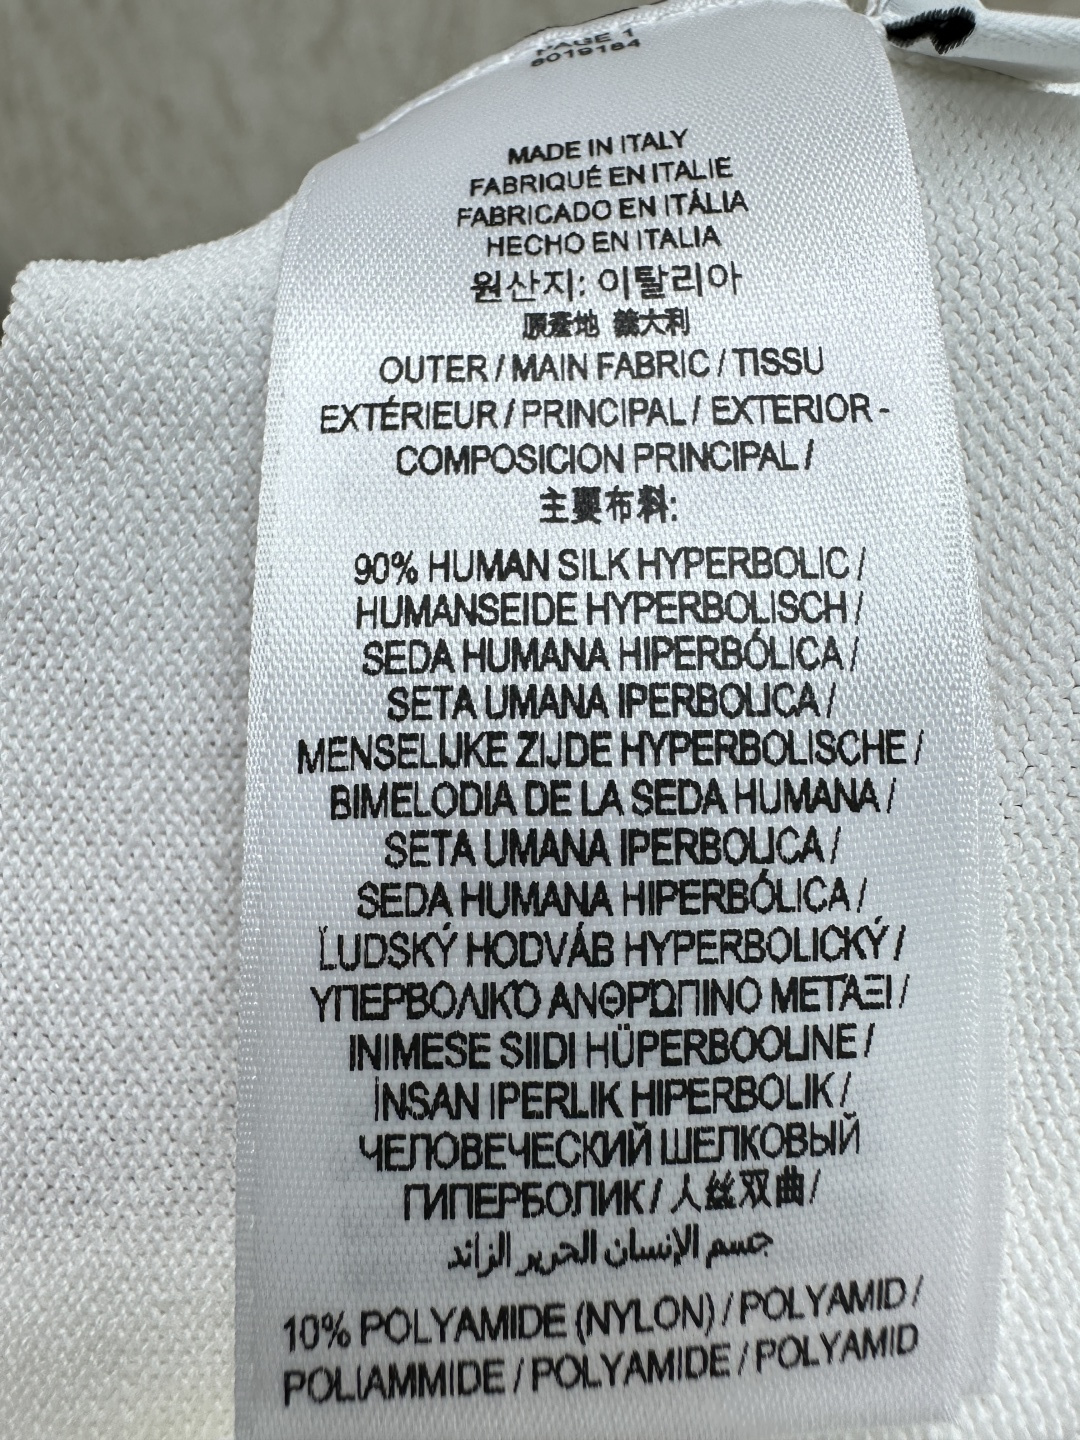 PAGE 1
8019184
MADE IN ITALY
FABRIQUÉ EN ITALIE
FABRICADO EN ITÁLIA
HECHO EN ITALIA
원산지: 이탈리아
原產地 義大利
OUTER / MAIN FABRIC / TISSU
EXTÉRIEUR / PRINCIPAL / EXTERIOR -
COMPOSICION PRINCIPAL /
主要布料:
90% HUMAN SILK HYPERBOLIC /
HUMANSEIDE HYPERBOLISCH /
SEDA HUMANA HIPERBÓLICA /
SETA UMANA IPERBOLICA /
MENSELIJKE ZIJDE HYPERBOLISCHE /
BIMELODIA DE LA SEDA HUMANA /
SETA UMANA IPERBOLICA /
SEDA HUMANA HIPERBÓLICA /
ĽUDSKÝ HODVÁB HYPERBOLICKÝ /
ΥΠΕΡΒΟΛΙΚΌ ΑΝΘΡΏΠΙΝΟ ΜΕΤΆΞΙ /
INIMESE SIIDI HÜPERBOOLINE /
İNSAN IPERLIK HIPERBOLIK /
ЧЕЛОВЕЧЕСКИЙ ШЕЛКОВЫЙ
ГИПЕРБОЛИК / 人丝双曲 /
جسم الإنسان الحرير الزائد
10% POLYAMIDE (NYLON) / POLYAMID /
POLIAMMIDE / POLYAMIDE / POLYAMID